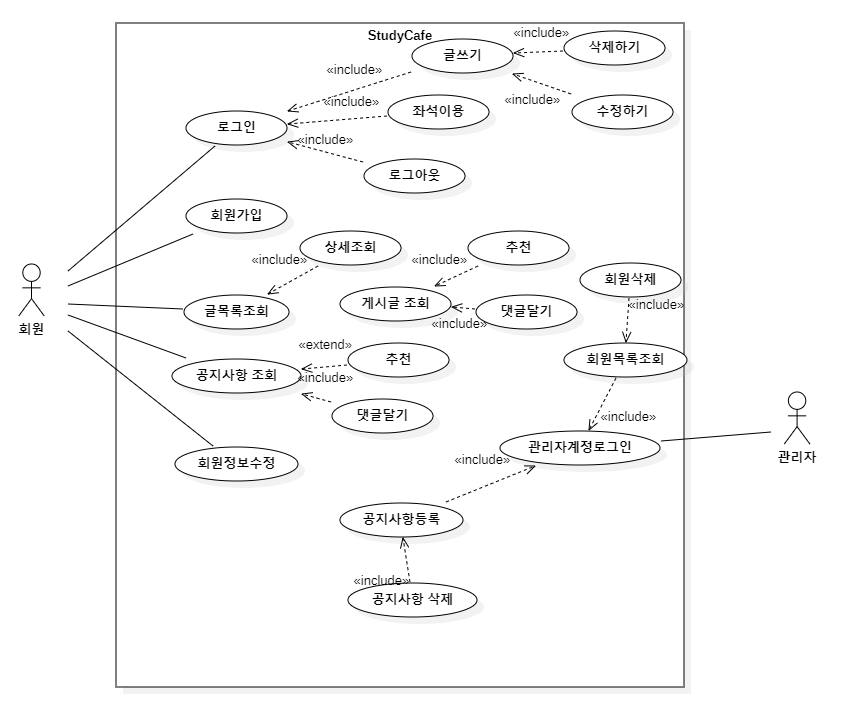 StudyCafe
«include»
삭제하기
글쓰기
«include»
«include»
수정하기
«include»
좌석이용
로그인
«include»
로그아웃
회원가입
상세조회
추천
«include»
«include»
회원삭제
회원
글목록조회
게시글 조회
댓글달기
«include»
«include»
«extend»
추천
회원목록조회
공지사항 조회
«include»
댓글달기
«include»
관리자계정로그인
관리자
회원정보수정
«include»
공지사항등록
«include»
공지사항 삭제